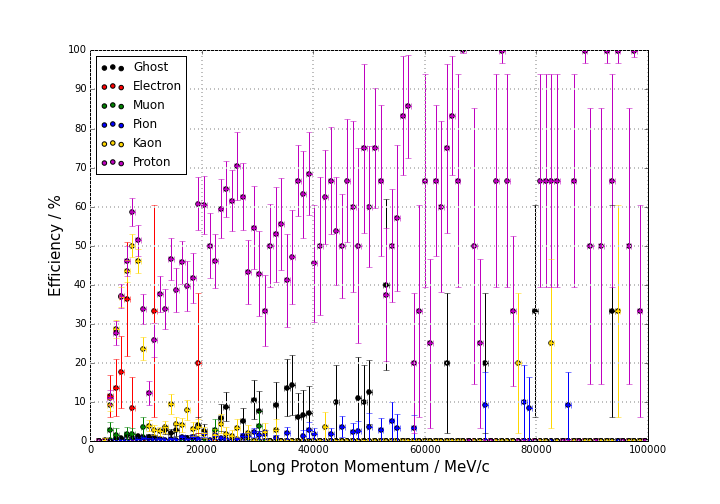 100
90
80
70
60
50
40
30
20
10
0
Efficiency / %
Ghost
Electron
Muon
Pion
Kaon
Proton
0 20000 40000 60000 80000 100000
Long Proton Momentum / MeV/c